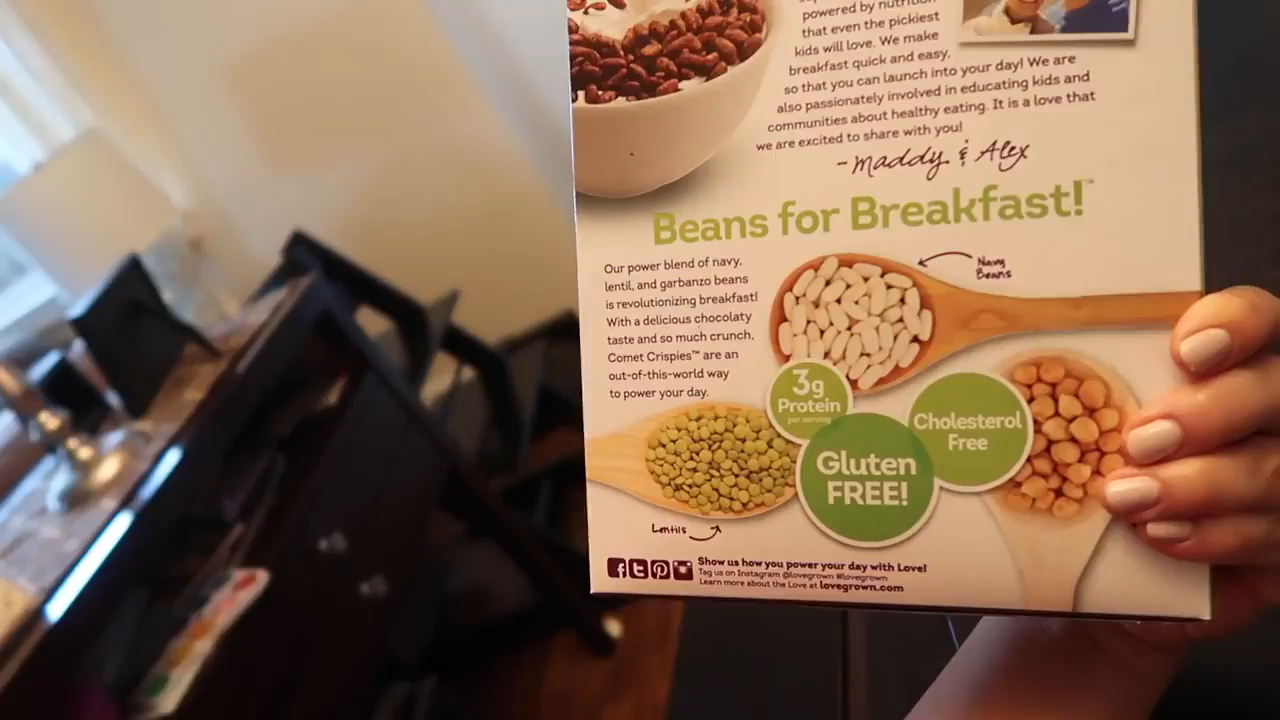 powered by nutrition
that even the pickiest
kids will love. We make
breakfast quick and easy,
so that you can launch into your day! We are
also passionately involved in educating kids and
communities about healthy eating. It is a love that
we are excited to share with you!
- Maddy & Alex
Beans for Breakfast!™
Our power blend of navy,
lentil, and garbanzo beans
is revolutionizing breakfast!
With a delicious chocolaty
taste and so much crunch,
Comet Crispies™ are an
out-of-this-world way
to power your day.
Navy
Beans
3g
Protein
per serving
Cholesterol
Free
Gluten
FREE!
Lentils
Show us how you power your day with Love!
Tag us on Instagram @lovegrown #lovegrown
Learn more about the Love at lovegrown.com